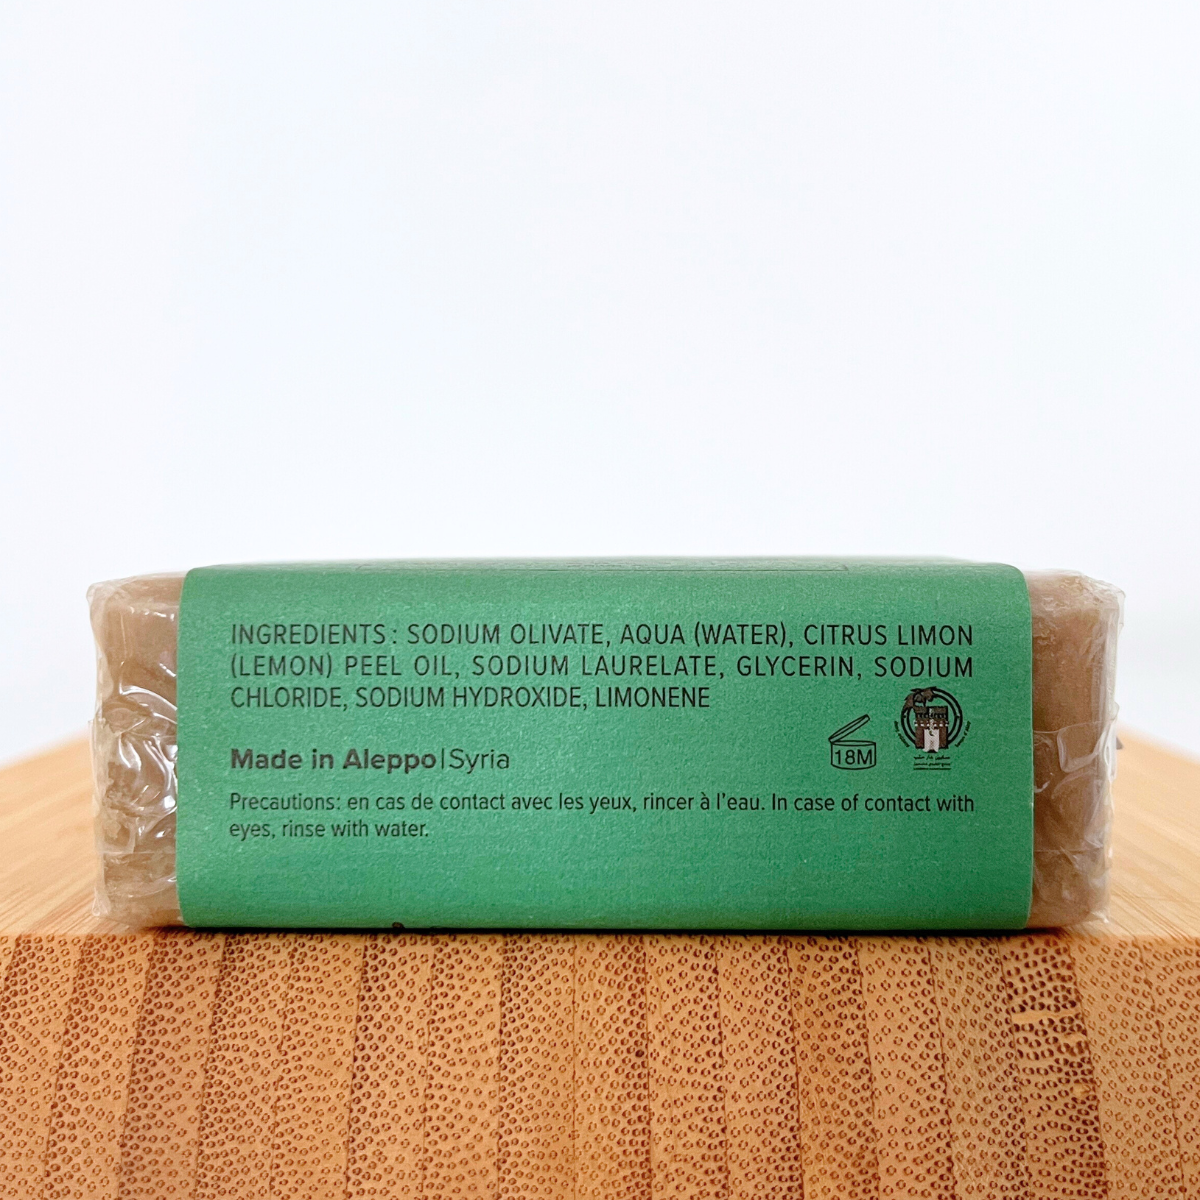 INGREDIENTS : SODIUM OLIVATE, AQUA (WATER), CITRUS LIMON
(LEMON) PEEL OIL, SODIUM LAURELATE, GLYCERIN, SODIUM
CHLORIDE, SODIUM HYDROXIDE, LIMONENE
18M
Made in Aleppo|Syria
Precautions: en cas de contact avec les yeux, rincer à l'eau. In case of contact with
eyes, rinse with water.